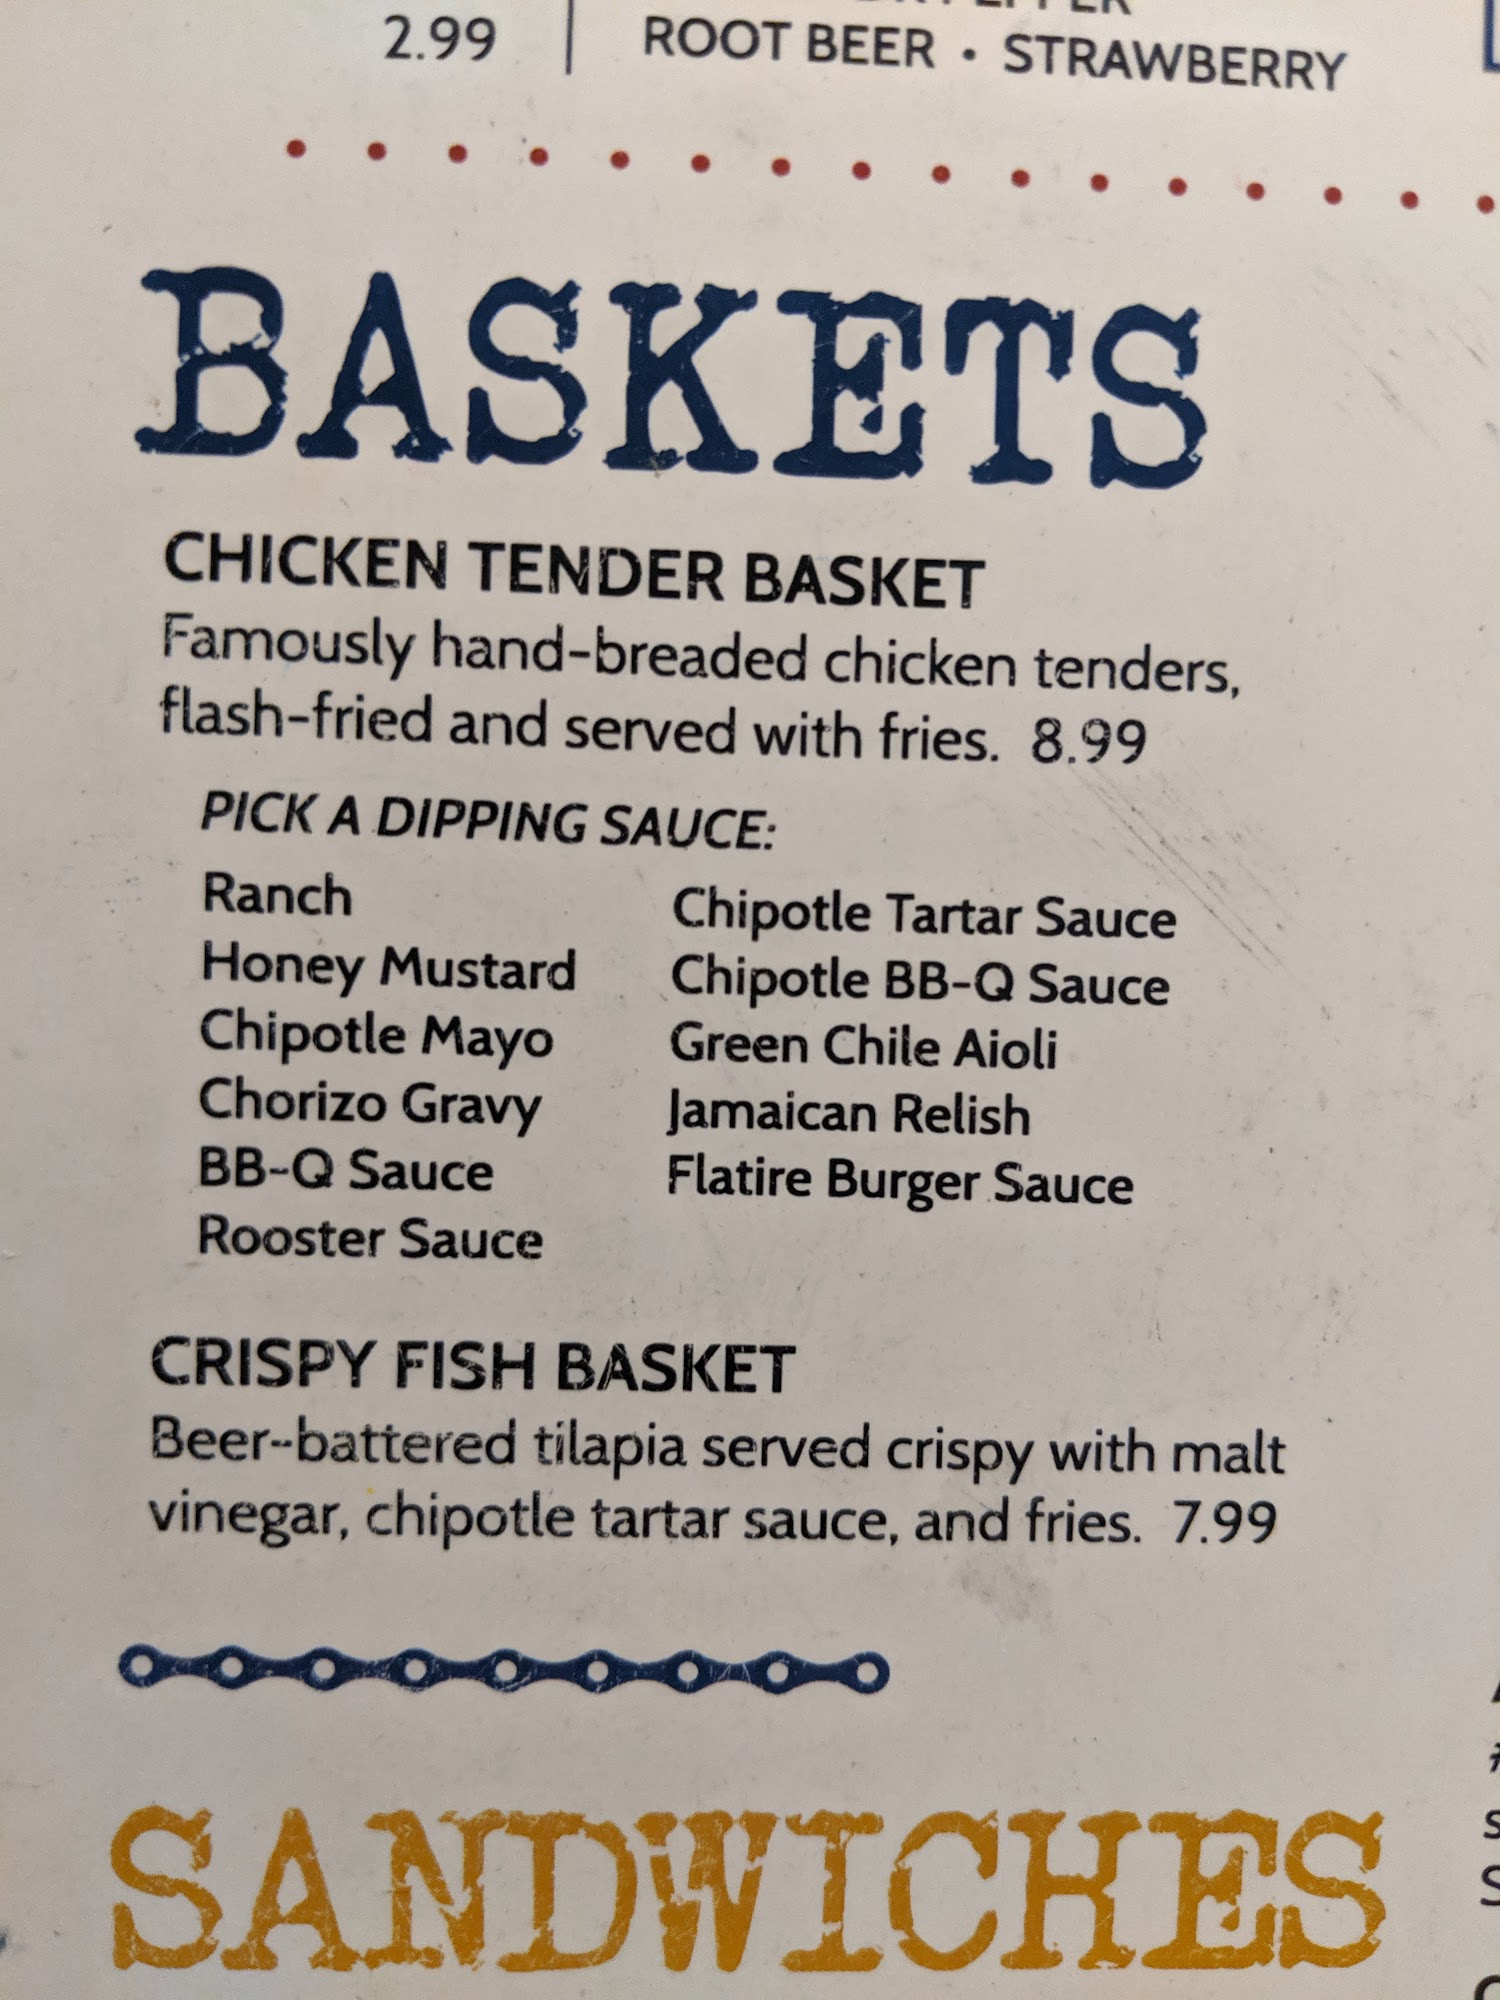 2.99
ROOT BEER • STRAWBERRY
BASKETS
CHICKEN TENDER BASKET
Famously hand-breaded chicken tenders,
flash-fried and served with fries. 8.99
PICK A DIPPING SAUCE:
Ranch
Honey Mustard
Chipotle Mayo
Chorizo Gravy
BB-Q Sauce
Rooster Sauce
Chipotle Tartar Sauce
Chipotle BB-Q Sauce
Green Chile Aioli
Jamaican Relish
Flatire Burger Sauce
CRISPY FISH BASKET
Beer-battered tilapia served crispy with malt
vinegar, chipotle tartar sauce, and fries. 7.99
SANDWICHES